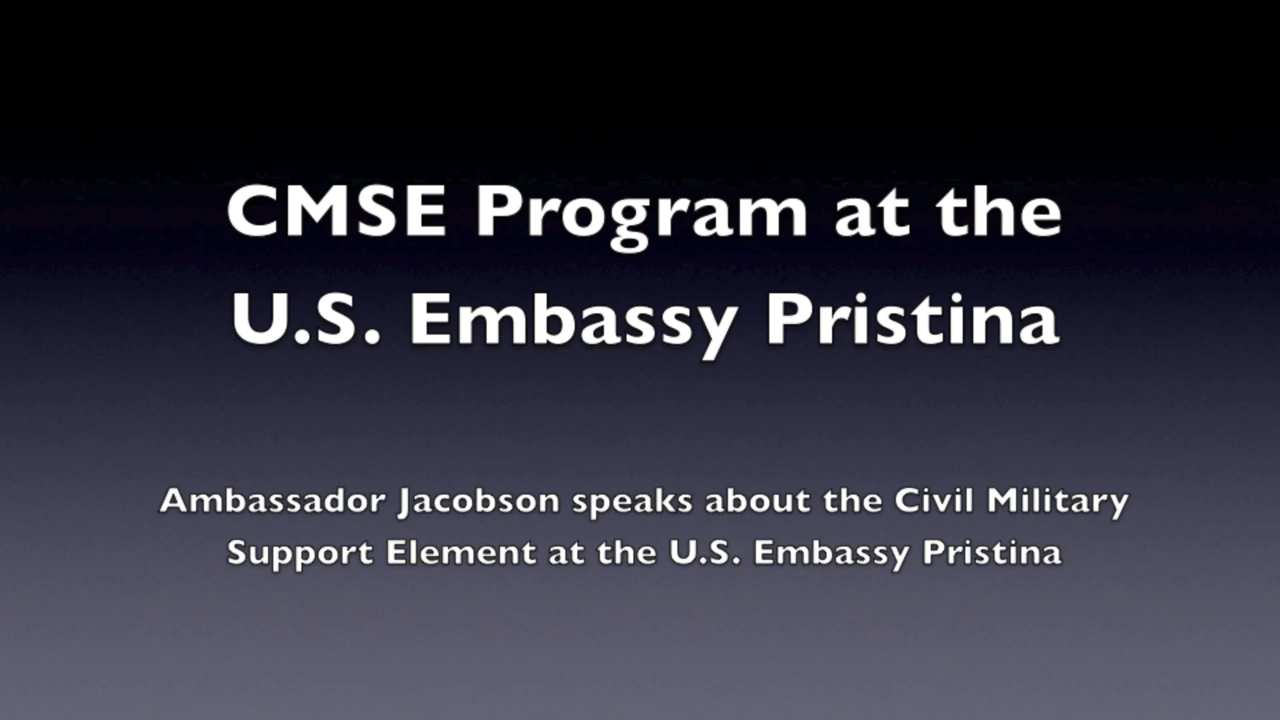 CMSE Program at the
U.S. Embassy Pristina
Ambassador Jacobson speaks about the Civil Military
Support Element at the U.S. Embassy Pristina